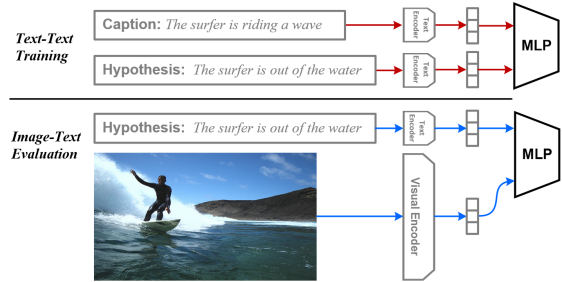 Text-Text
Training
Caption: The surfer is riding a wave
Text
Encoder
Hypothesis: The surfer is out of the water
Text
Encoder
MLP
Image-Text
Evaluation
Hypothesis: The surfer is out of the water
Text
Encoder
Visual Encoder
MLP